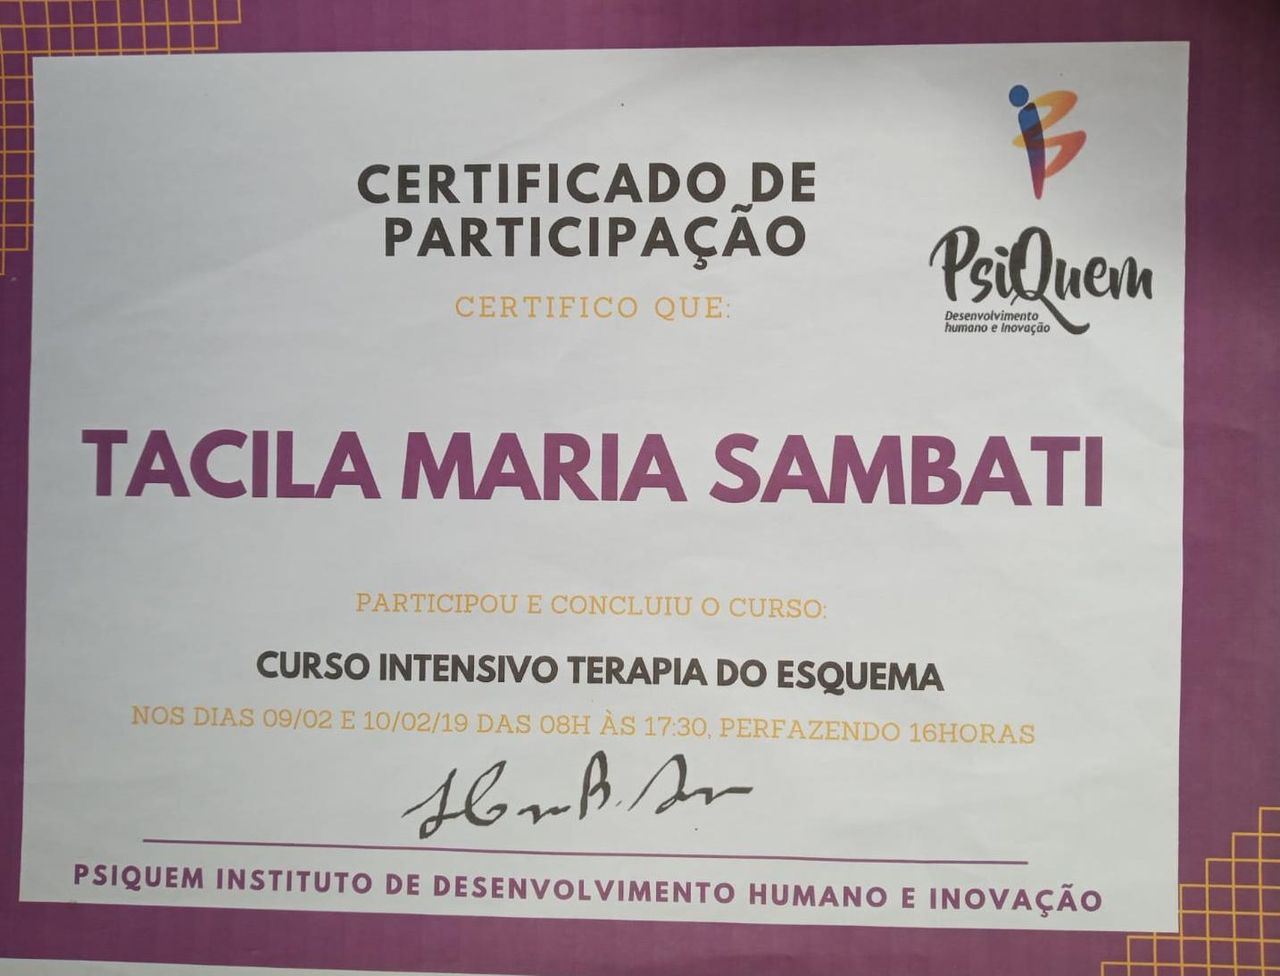 CERTIFICADO DE
PARTICIPAÇÃO
CERTIFICO QUE:
PsiQuem
Desenvolvimento
humano e Inovação
TACILA MARIA SAMBATI
PARTICIPOU E CONCLUIU O CURSO:
CURSO INTENSIVO TERAPIA DO ESQUEMA
NOS DIAS 09/02 E 10/02/19 DAS 08H ÀS 17:30, PERFAZENDO 16HORAS
PSIQUEM INSTITUTO DE DESENVOLVIMENTO HUMANO E INOVAÇÃO